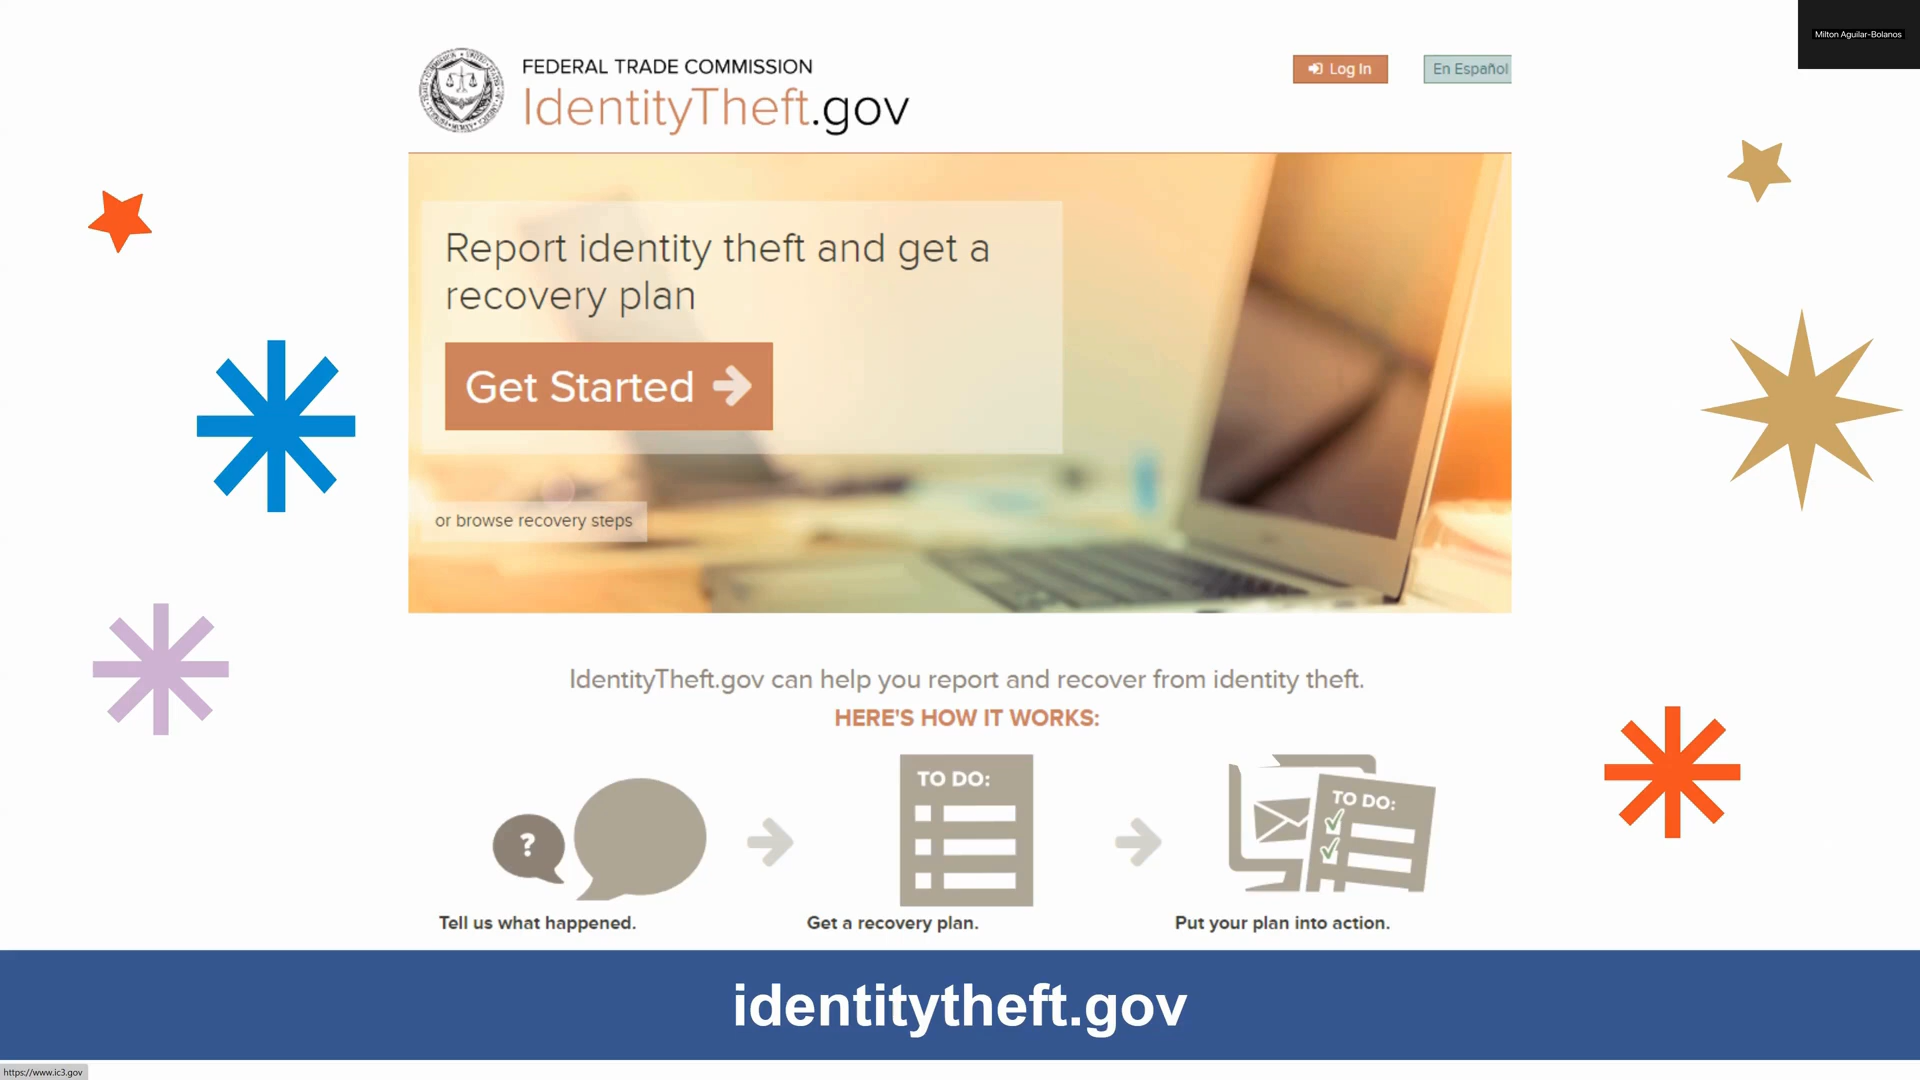 Milton Aguilar-Bolanos
FEDERAL TRADE COMMISSION
IdentityTheft.gov
Log In
En Español
Report identity theft and get a
recovery plan
Get Started
or browse recovery steps
IdentityTheft.gov can help you report and recover from identity theft.
HERE'S HOW IT WORKS:
?
TO DO:
TO DO:
Tell us what happened.
Get a recovery plan.
Put your plan into action.
identitytheft.gov
https://www.ic3.gov